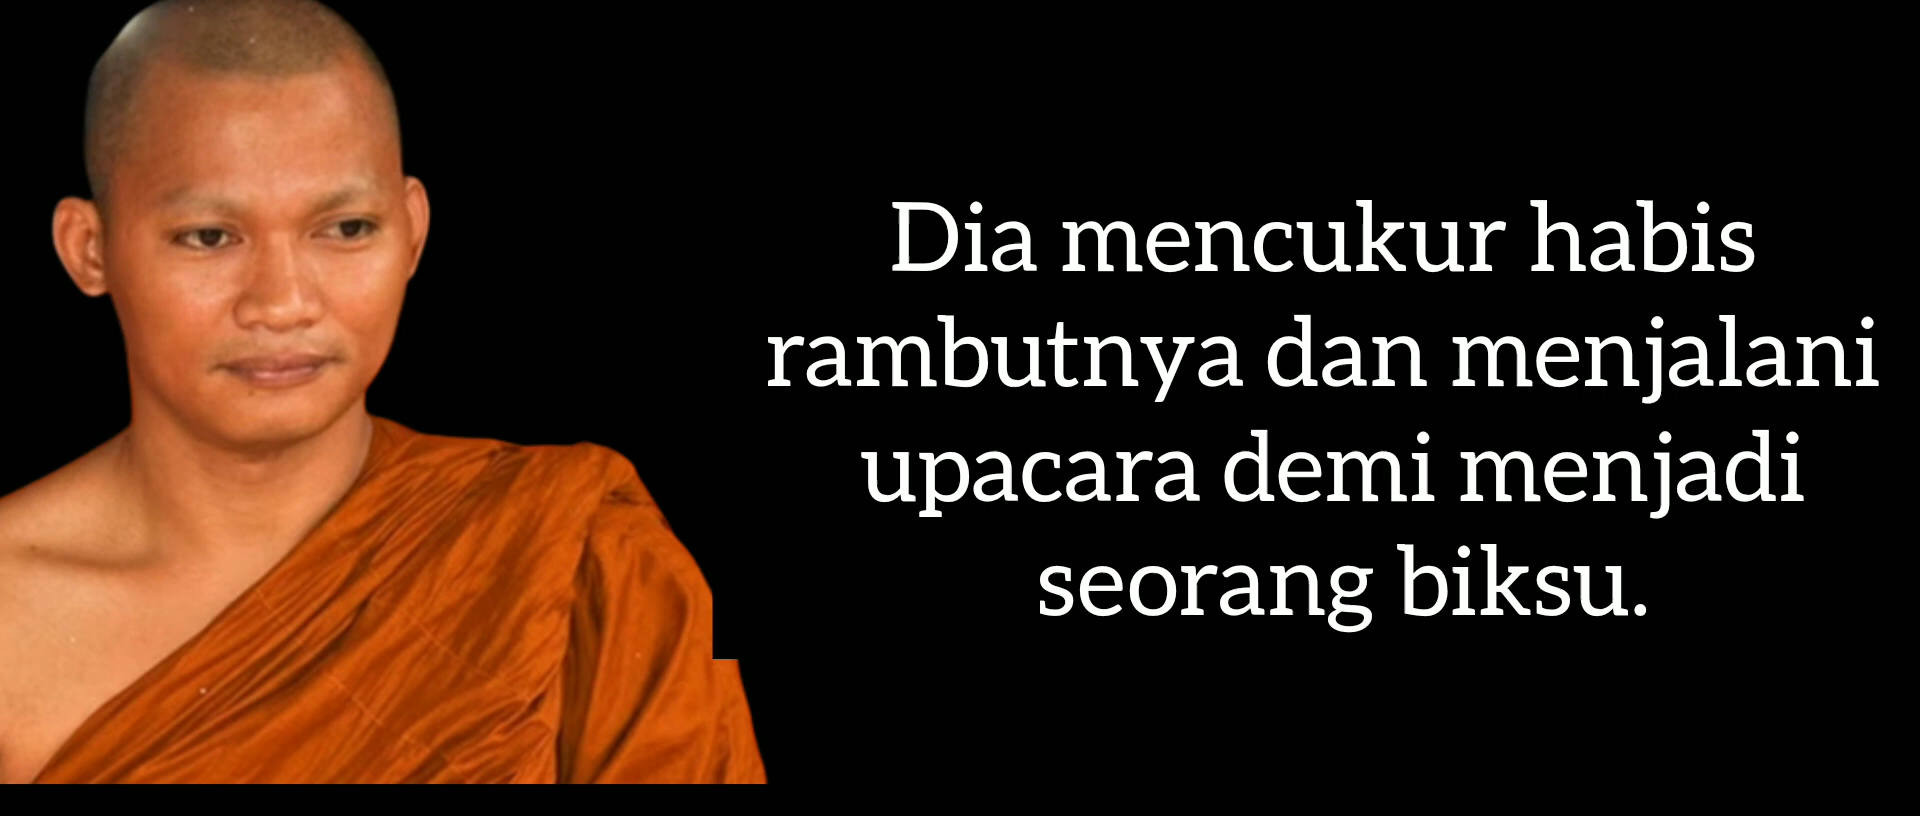 Dia mencukur habis
rambutnya dan menjalani
upacara demi menjadi
seorang biksu.